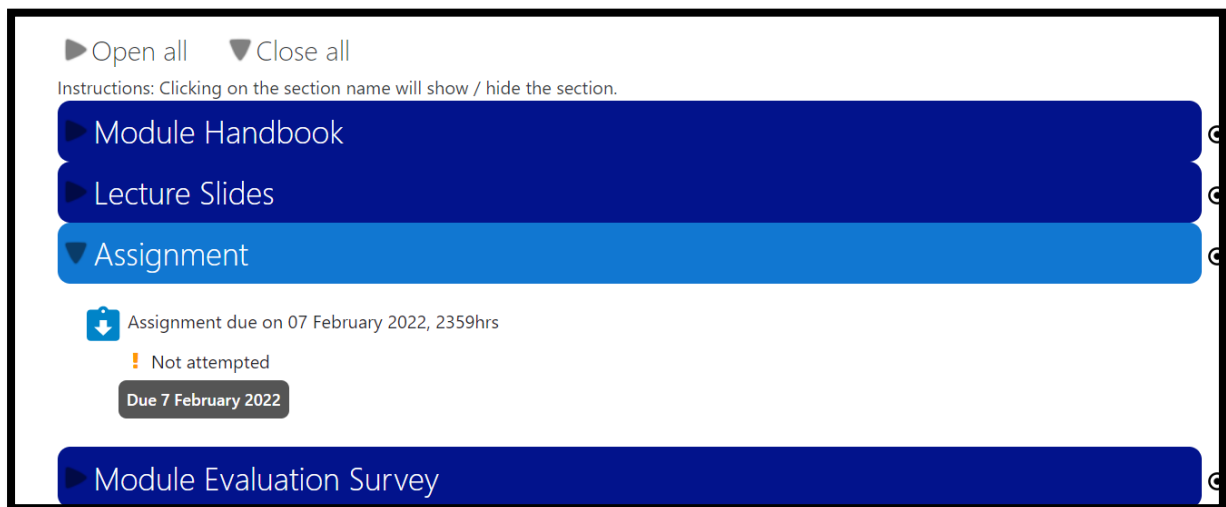 Open all Close all
Instructions: Clicking on the section name will show / hide the section.
Module Handbook
Lecture Slides
Assignment
Assignment due on 07 February 2022, 2359hrs
! Not attempted
Due 7 February 2022
Module Evaluation Survey